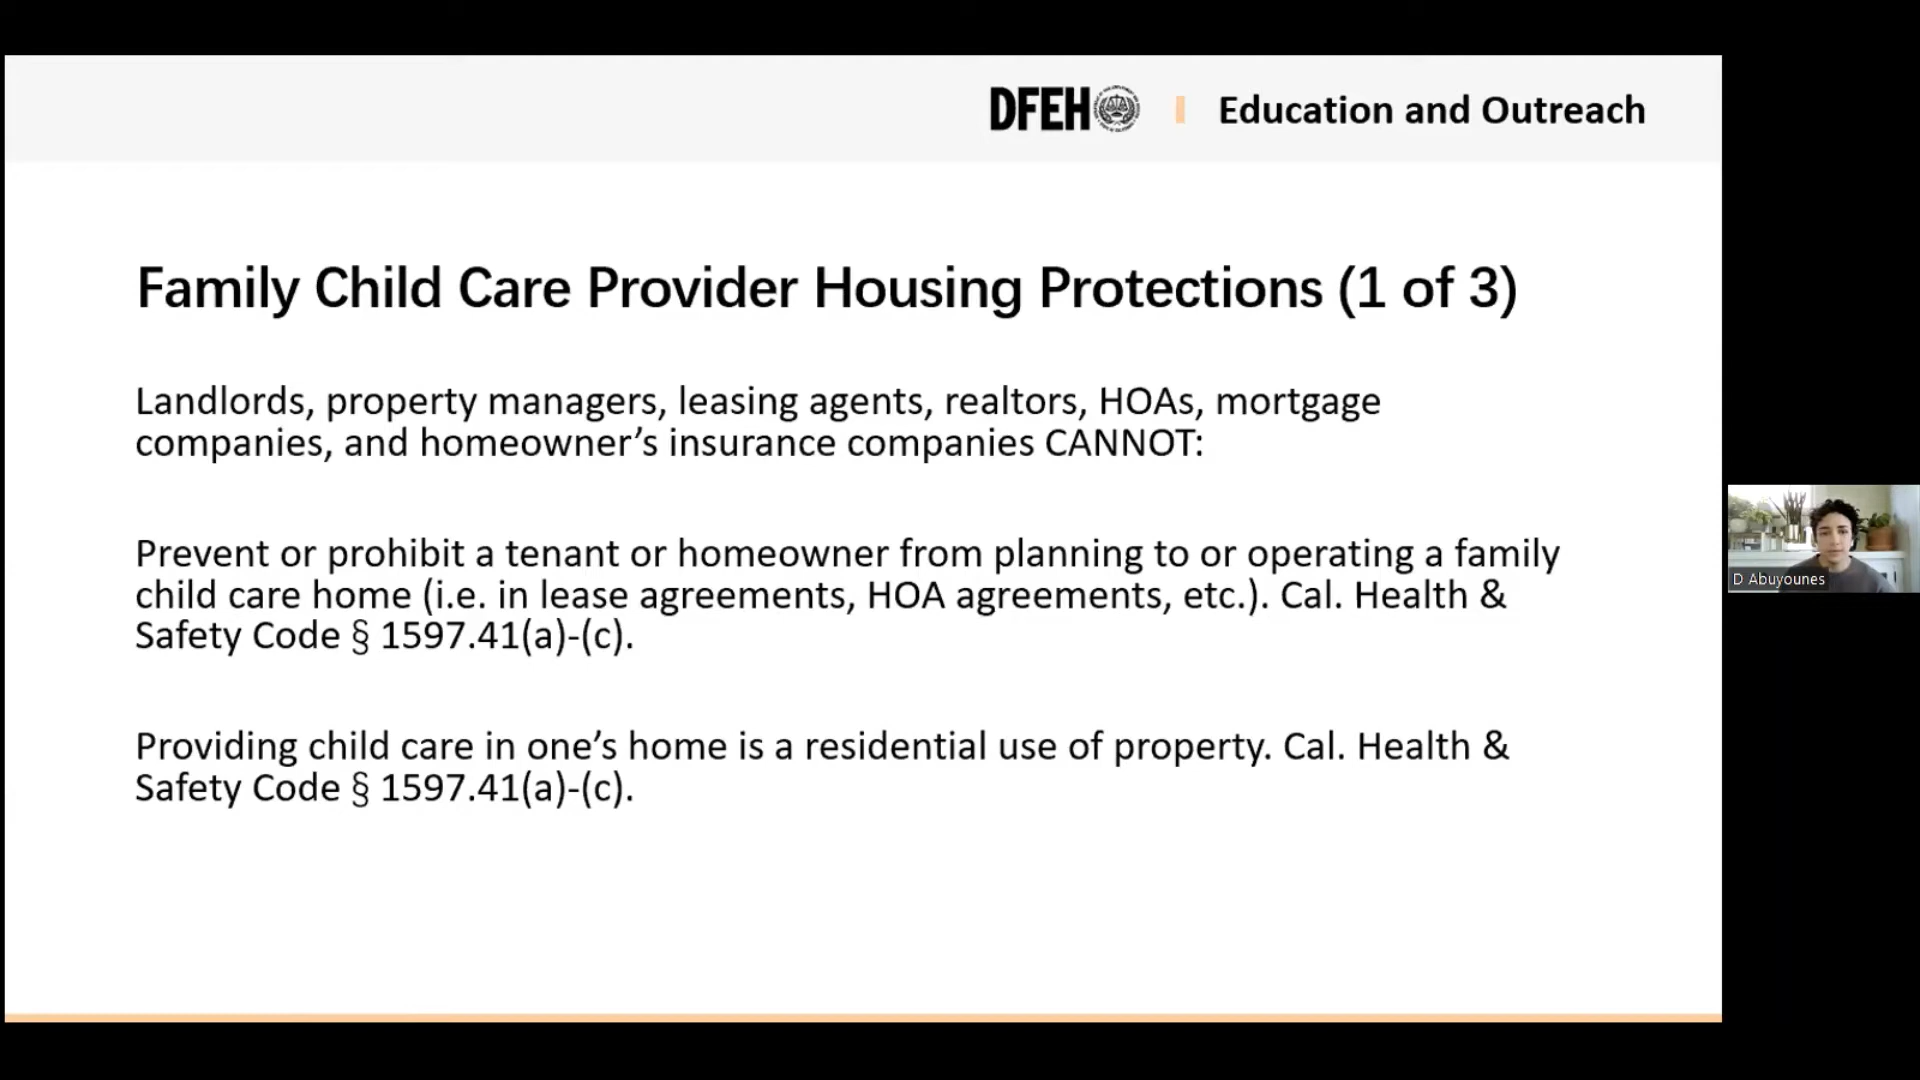 DFEH Education and Outreach
Family Child Care Provider Housing Protections (1 of 3)
Landlords, property managers, leasing agents, realtors, HOAs, mortgage
companies, and homeowner’s insurance companies CANNOT:
Prevent or prohibit a tenant or homeowner from planning to or operating a family
child care home (i.e. in lease agreements, HOA agreements, etc.). Cal. Health &
Safety Code § 1597.41(a)-(c).
Providing child care in one’s home is a residential use of property. Cal. Health &
Safety Code § 1597.41(a)-(c).
D Abuyounes